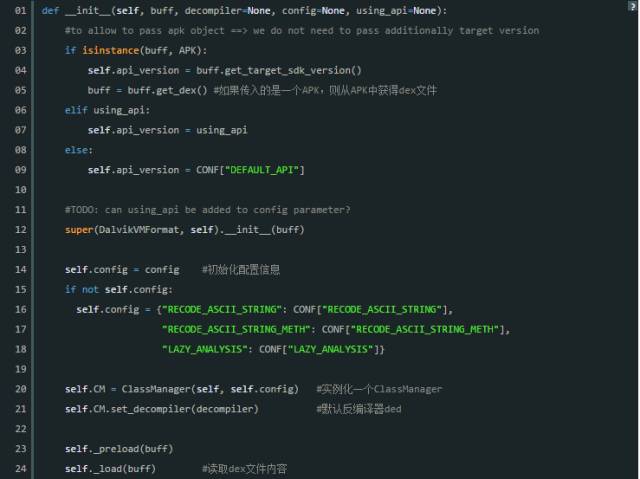 ?
01 def __init__(self, buff, decompiler=None, config=None, using_api=None):
02     #to allow to pass apk object ==> we do not need to pass additionally target version
03     if isinstance(buff, APK):
04         self.api_version = buff.get_target_sdk_version()
05         buff = buff.get_dex() #如果传入的是一个APK，则从APK中获得dex文件
06     elif using_api:
07         self.api_version = using_api
08     else:
09         self.api_version = CONF["DEFAULT_API"]
10
11     #TODO: can using_api be added to config parameter?
12     super(DalvikVMFormat, self).__init__(buff)
13
14     self.config = config    #初始化配置信息
15     if not self.config:
16       self.config = {"RECODE_ASCII_STRING": CONF["RECODE_ASCII_STRING"],
17                      "RECODE_ASCII_STRING_METH": CONF["RECODE_ASCII_STRING_METH"],
18                      "LAZY_ANALYSIS": CONF["LAZY_ANALYSIS"]}
19
20     self.CM = ClassManager(self, self.config)   #实例化一个ClassManager
21     self.CM.set_decompiler(decompiler)          #默认反编译器ded
22
23     self._preload(buff)
24     self._load(buff)        #读取dex文件内容